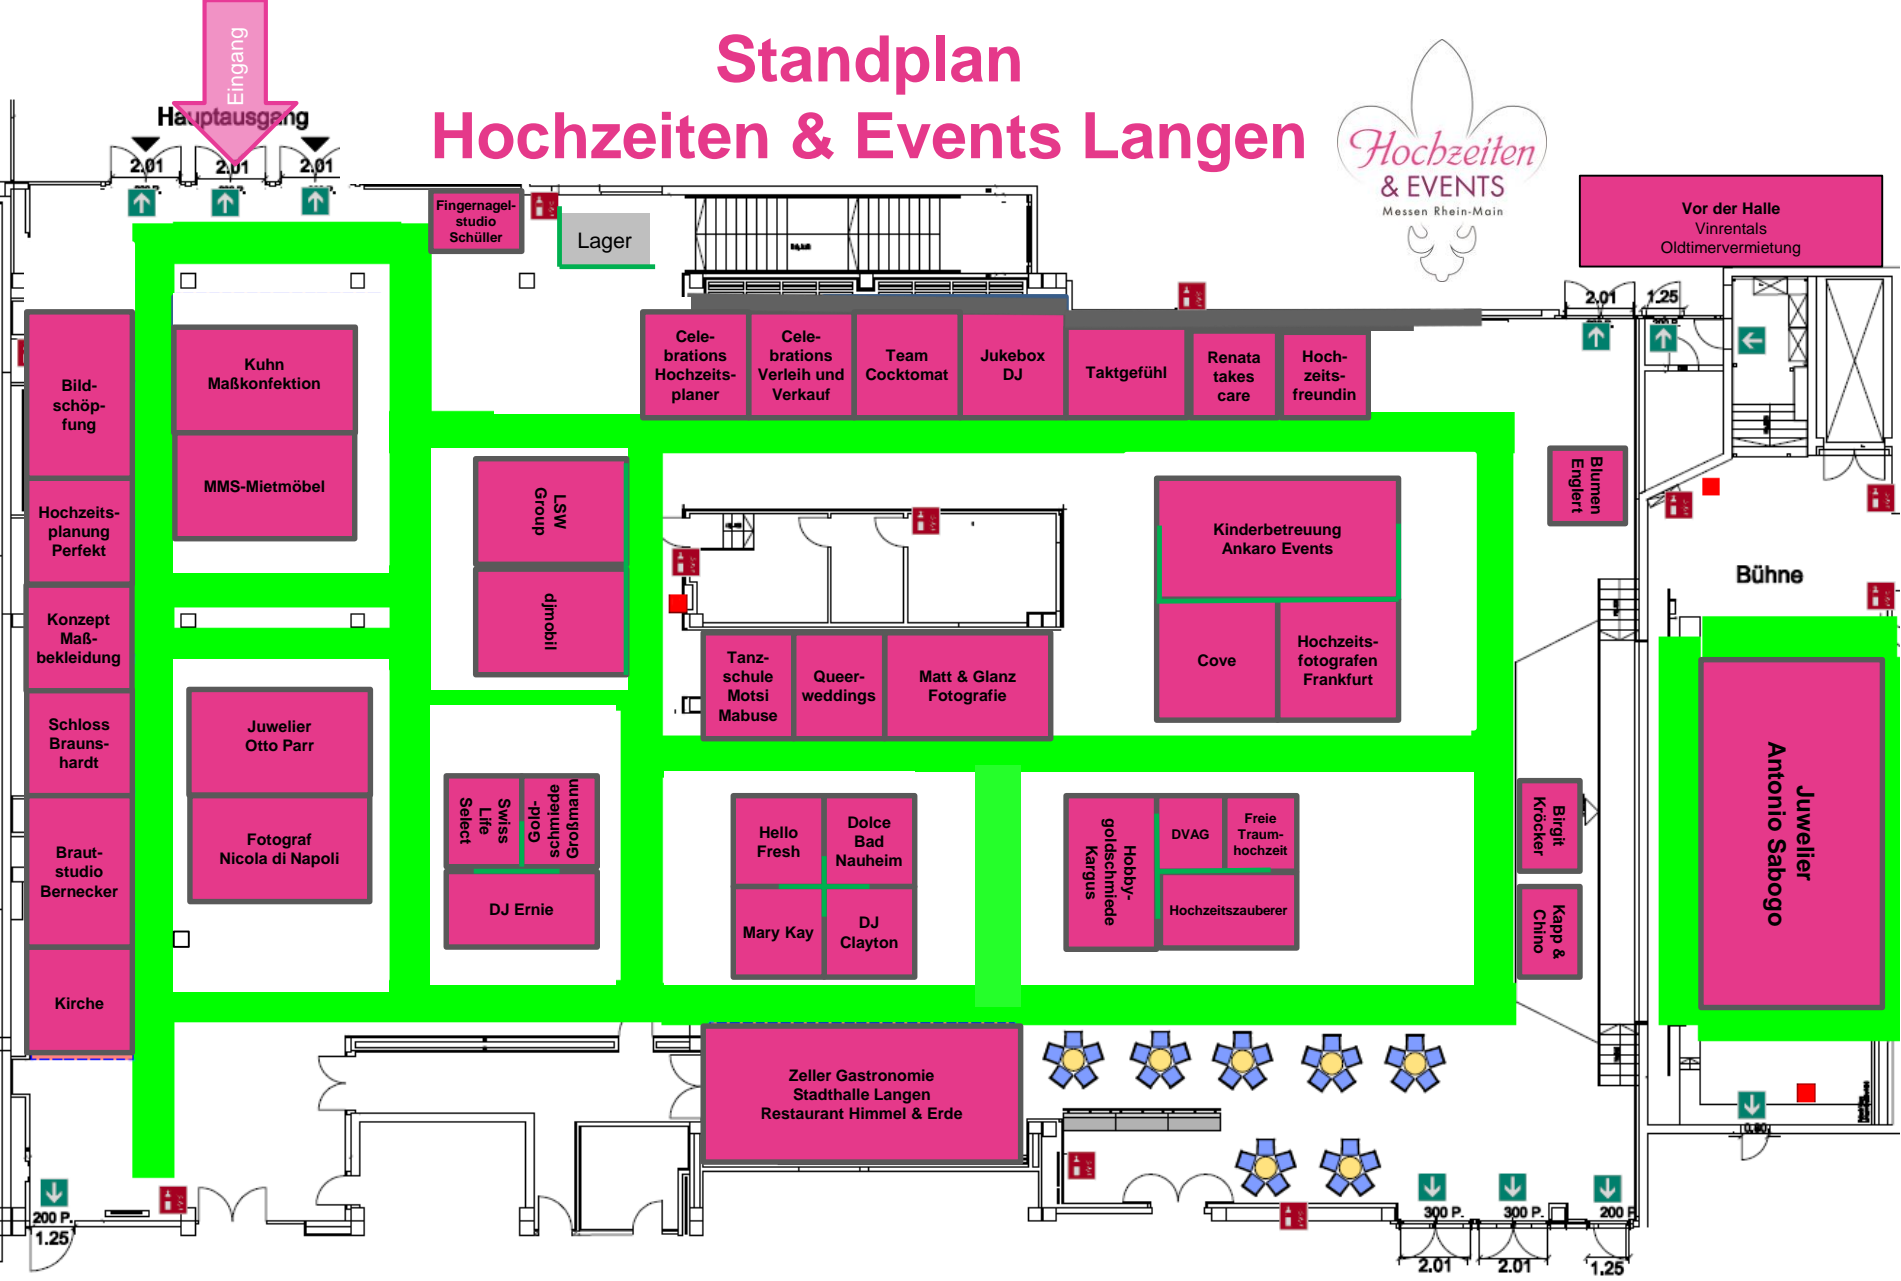 Eingang
Standplan
Hochzeiten & Events Langen
Hochzeiten
& EVENTS
Messen Rhein-Main
Hauptausgang
2.01
2.01
2.01
Fingernagel-
studio
Schüller
Lager
Vor der Halle
Vinrentals
Oldtimervermietung
2.01
1.25
Bild-
schöp-
fung
Kuhn
Maßkonfektion
MMS-Mietmöbel
Hochzeits-
planung
Perfekt
Konzept
Maß-
bekleidung
Schloss
Brauns-
hardt
Braut-
studio
Bernecker
Kirche
Juwelier
Otto Parr
Fotograf
Nicola di Napoli
Cele-
brations
Hochzeits-
planer
Cele-
brations
Verleih und
Verkauf
Team
Cocktomat
Jukebox
DJ
Taktgefühl
Renata
takes
care
Hoch-
zeits-
freundin
LSW
Group
djmobil
Blumen
Englert
Kinderbetreuung
Ankaro Events
Cove
Hochzeits-
fotografen
Frankfurt
Bühne
Tanz-
schule
Motsi
Mabuse
Queer-
weddings
Matt & Glanz
Fotografie
Swiss
Life
Select
Gold-
schmiede
Großmann
DJ Ernie
Hello
Fresh
Dolce
Bad
Nauheim
Mary Kay
DJ
Clayton
Hobby-
goldschmiede
Kargus
DVAG
Freie
Traum-
hochzeit
Hochzeitszauberer
Birgit
Kröcker
Kapp &
Chino
Juwelier
Antonio Sabogo
Zeller Gastronomie
Stadthalle Langen
Restaurant Himmel & Erde
0.80
200 P.
1.25
300 P.
300 P.
200 P
2.01
2.01
1.25